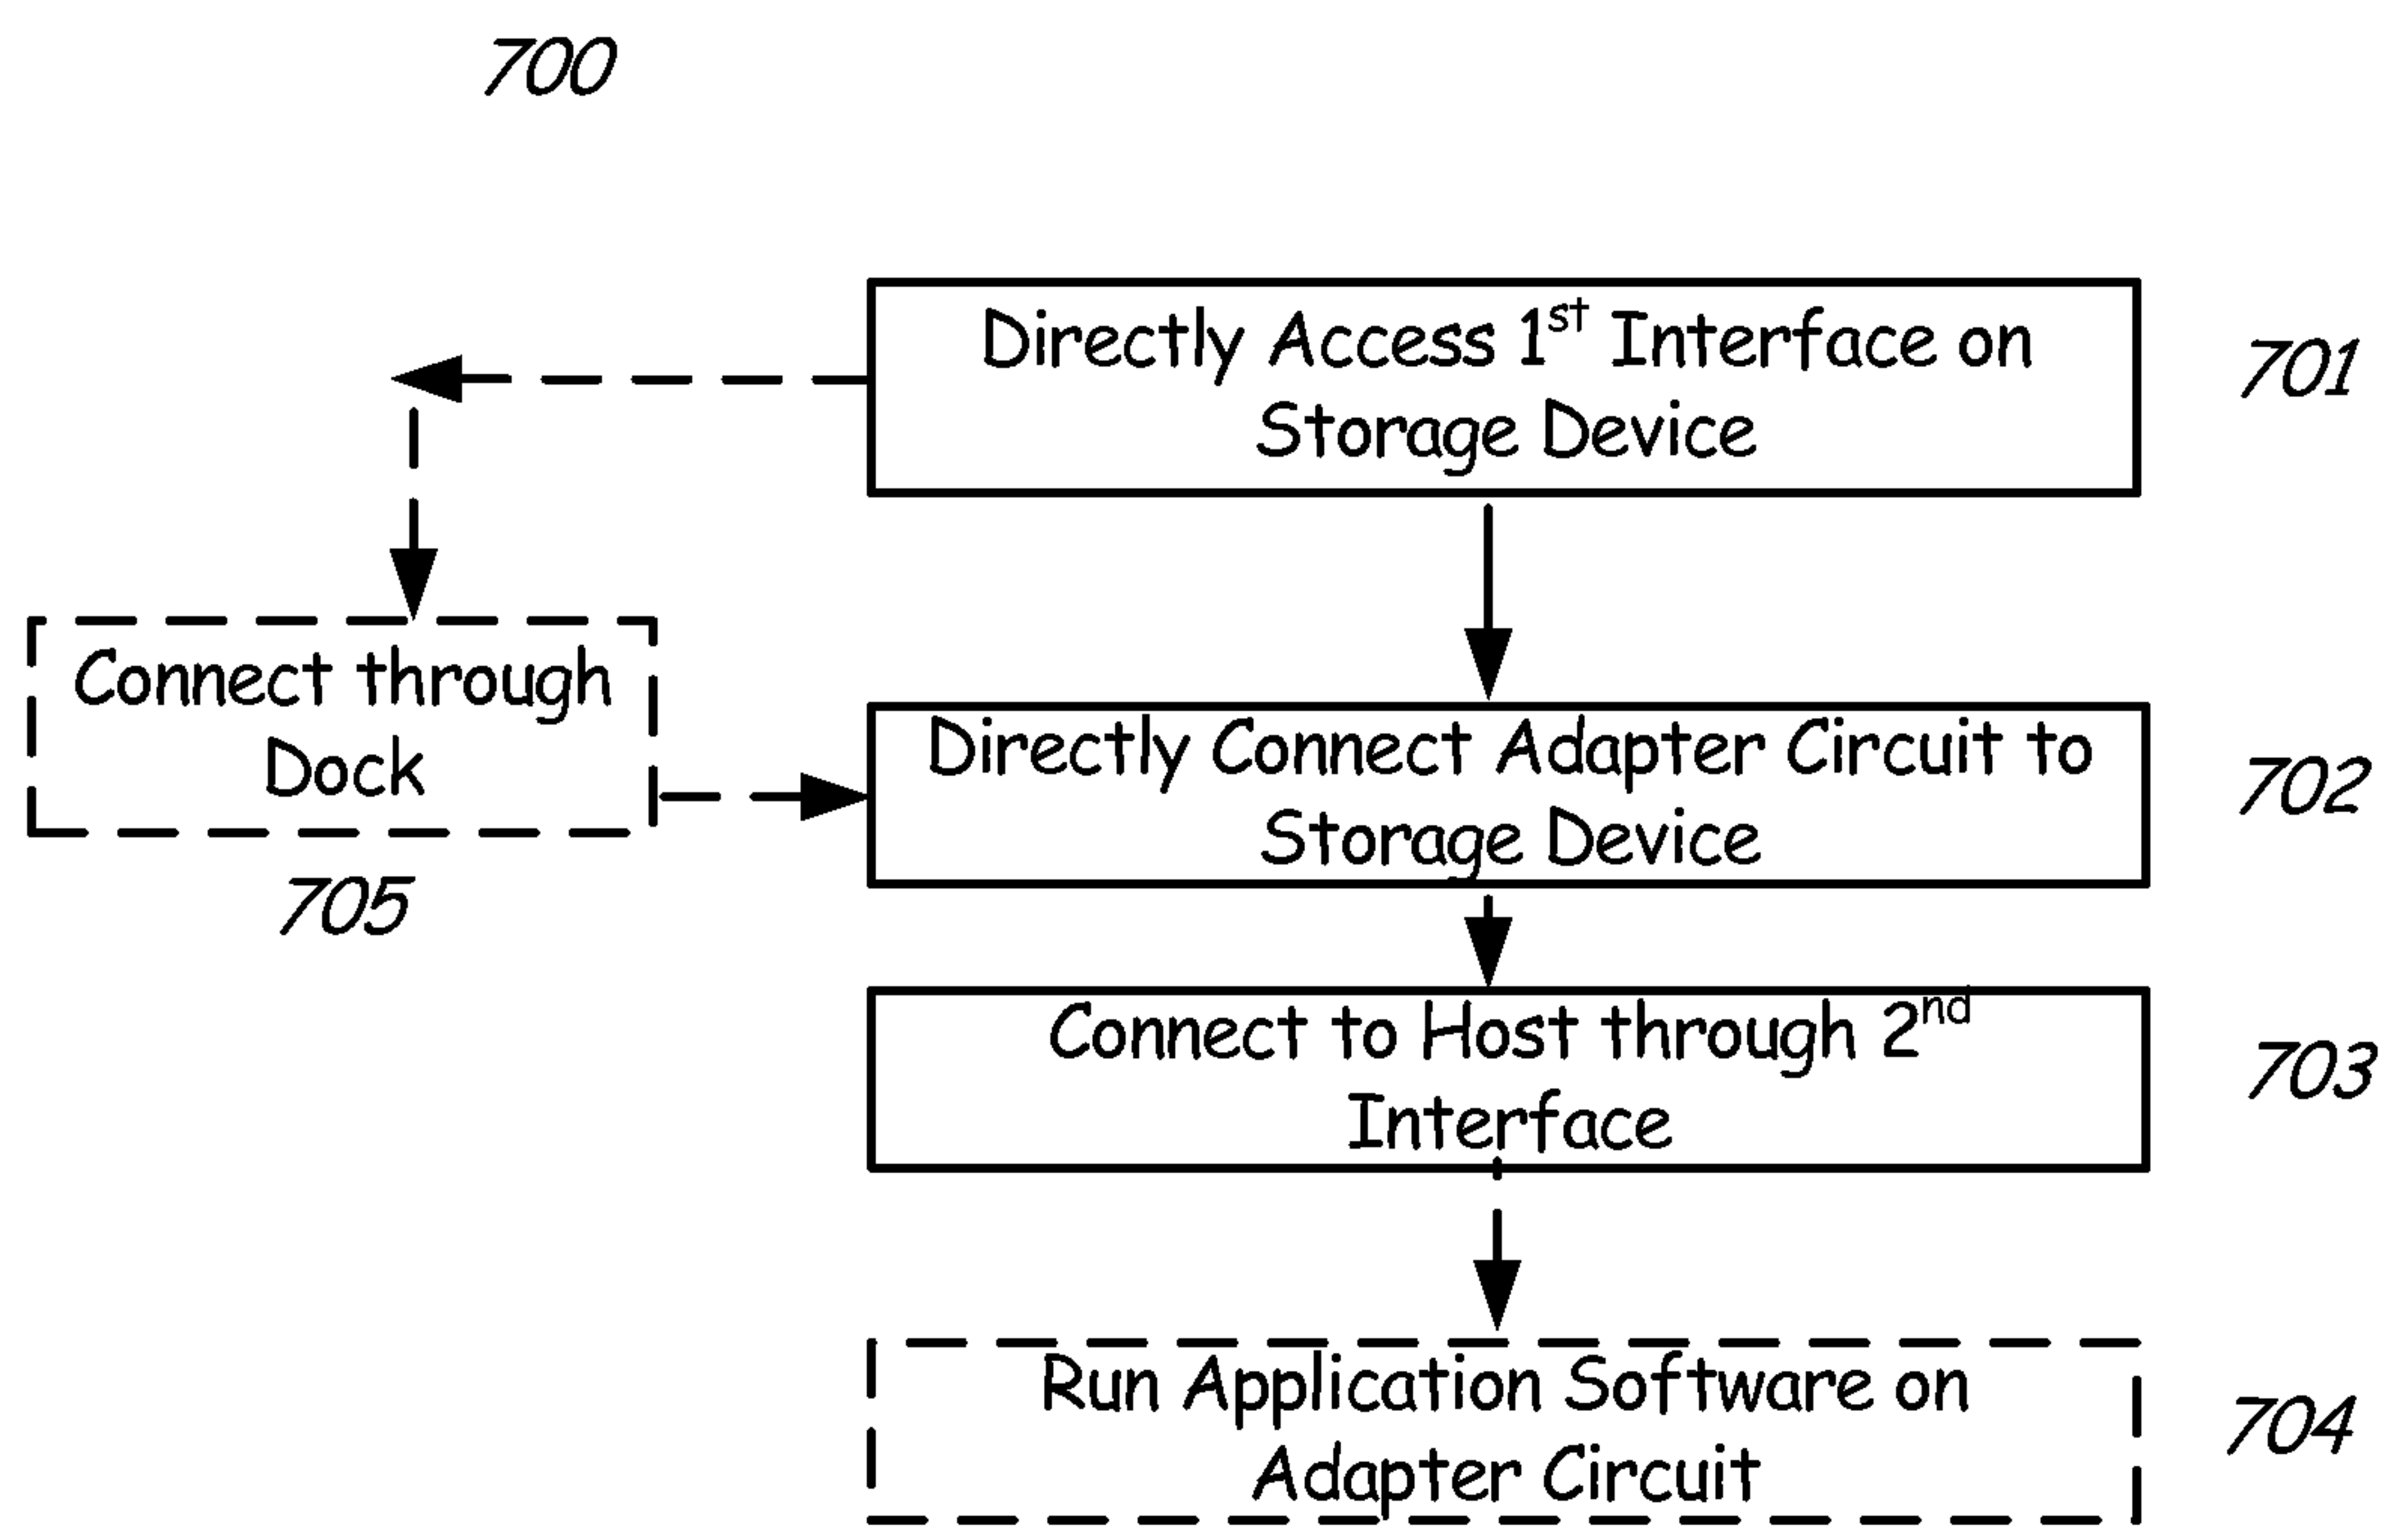 700
Directly Access 1st Interface on
Storage Device
701
Connect through
Dock
705
Directly Connect Adapter Circuit to
Storage Device
702
Connect to Host through 2nd
Interface
703
Run Application Software on
Adapter Circuit
704